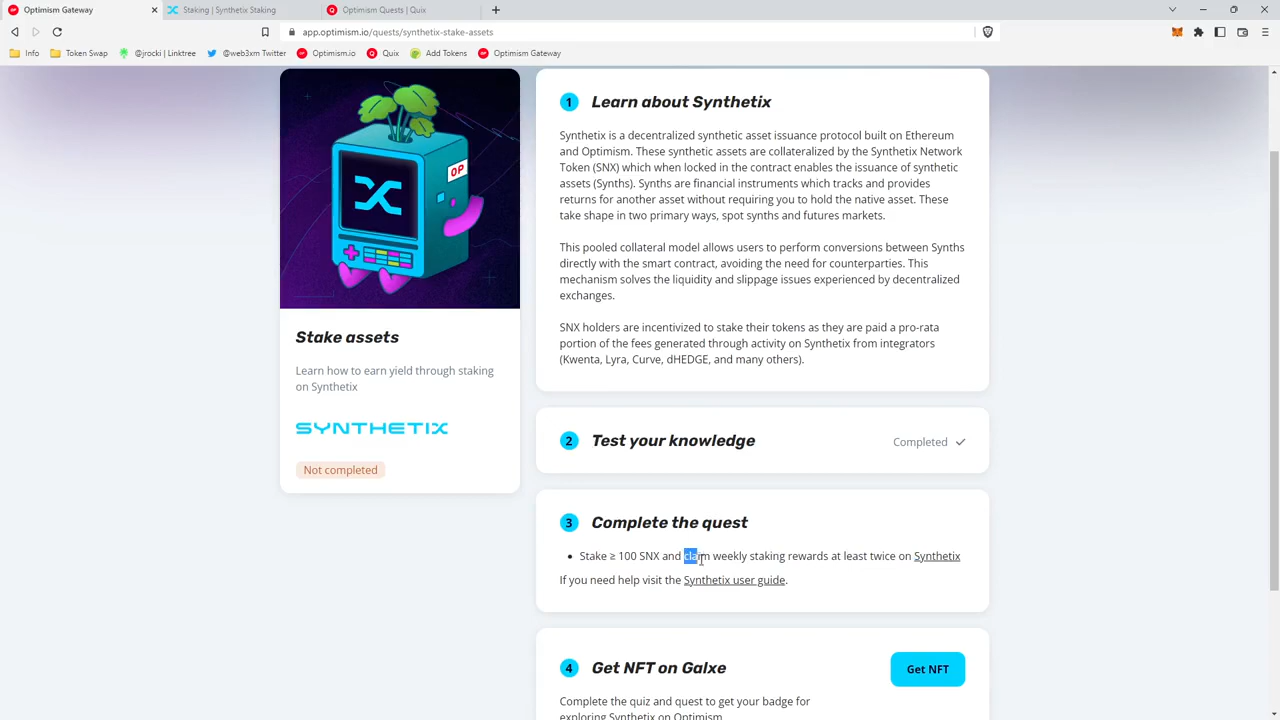 Optimism Gateway
Staking | Synthetix Staking
Optimism Quests | Quix
app.optimism.io/quests/synthetix-stake-assets
Info
Token Swap
@jrocki | Linktree
@web3xm Twitter
Optimism.io
Quix
Add Tokens
Optimism Gateway
OP
Stake assets
Learn how to earn yield through staking
on Synthetix
SYNTHETIX
Not completed
1 Learn about Synthetix
Synthetix is a decentralized synthetic asset issuance protocol built on Ethereum
and Optimism. These synthetic assets are collateralized by the Synthetix Network
Token (SNX) which when locked in the contract enables the issuance of synthetic
assets (Synths). Synths are financial instruments which tracks and provides
returns for another asset without requiring you to hold the native asset. These
take shape in two primary ways, spot synths and futures markets.
This pooled collateral model allows users to perform conversions between Synths
directly with the smart contract, avoiding the need for counterparties. This
mechanism solves the liquidity and slippage issues experienced by decentralized
exchanges.
SNX holders are incentivized to stake their tokens as they are paid a pro-rata
portion of the fees generated through activity on Synthetix from integrators
(Kwenta, Lyra, Curve, dHEDGE, and many others).
2 Test your knowledge
Completed
3 Complete the quest
• Stake ≥ 100 SNX and claim weekly staking rewards at least twice on Synthetix
If you need help visit the Synthetix user guide.
4 Get NFT on Galxe
Get NFT
Complete the quiz and quest to get your badge for
exploring Synthetix on Optimism.